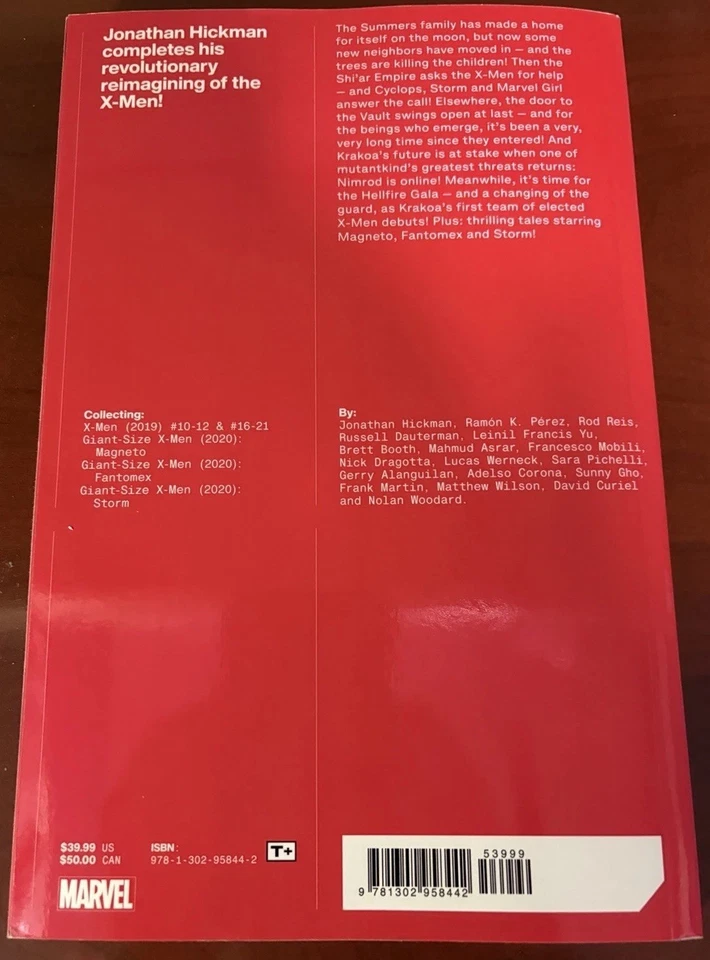 Jonathan Hickman
completes his
revolutionary
reimagining of the
X-Men!
The Summers family has made a home
for itself on the moon, but now some
new neighbors have moved in — and the
trees are killing the children! Then the
Shi'ar Empire asks the X-Men for help
— and Cyclops, Storm and Marvel Girl
answer the call! Elsewhere, the door to
the Vault swings open at last — and for
the beings who emerge, it's been a very,
very long time since they entered! And
Krakoa's future is at stake when one of
mutantkind's greatest threats returns:
Nimrod is online! Meanwhile, it's time for
the Hellfire Gala — and a changing of the
guard, as Krakoa's first team of elected
X-Men debuts! Plus: thrilling tales starring
Magneto, Fantomex and Storm!
Collecting:
X-Men (2019) #10-12 & #16-21
Giant-Size X-Men (2020):
Magneto
Giant-Size X-Men (2020):
Fantomex
Giant-Size X-Men (2020):
Storm
By:
Jonathan Hickman, Ramón K. Pérez, Rod Reis,
Russell Dauterman, Leinil Francis Yu,
Brett Booth, Mahmud Asrar, Francesco Mobili,
Nick Dragotta, Lucas Werneck, Sara Pichelli,
Gerry Alanguilan, Adelso Corona, Sunny Gho,
Frank Martin, Matthew Wilson, David Curiel
and Nolan Woodard.
$39.99 US
$50.00 CAN
ISBN:
978-1-302-95844-2
T+
MARVEL
53999
9 781302 958442